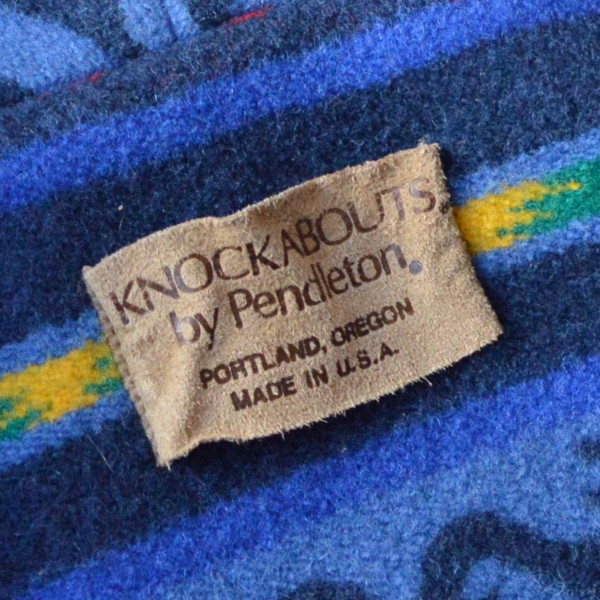 KNOCKABOUTS
by Pendleton.
PORTLAND, OREGON
MADE IN U.S.A.